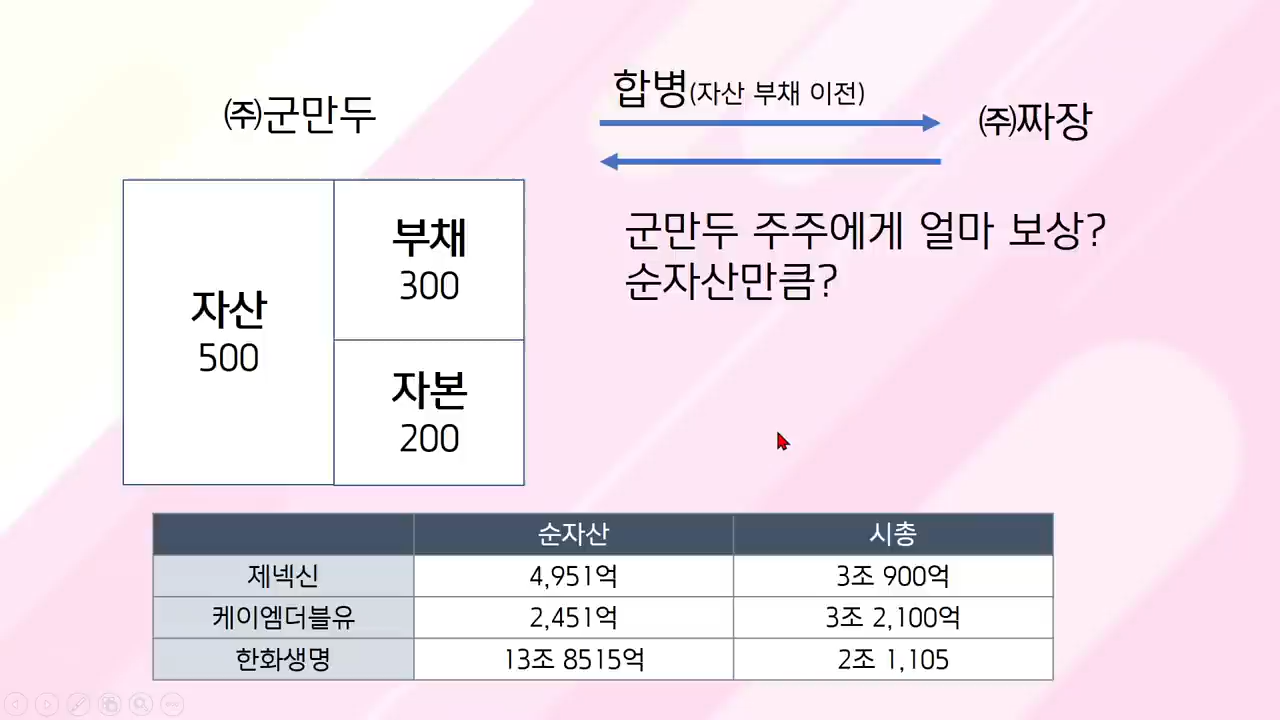 ㈜군만두
합병(자산 부채 이전)
㈜짜장
자산
500
부채
300
자본
200
군만두 주주에게 얼마 보상?
순자산만큼?
순자산 시총
제넥신 4,951억 3조 900억
케이엠더블유 2,451억 3조 2,100억
한화생명 13조 8515억 2조 1,105